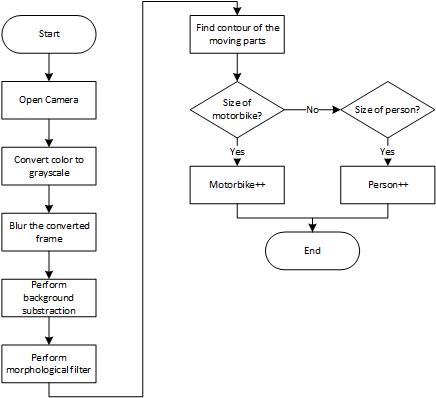 Start
Open Camera
Convert color to
grayscale
Blur the converted
frame
Perform
background
substraction
Perform
morphological filter
Find contour of the
moving parts
Size of
motorbike?
No
Size of person?
Yes
Yes
Motorbike++
Person++
End